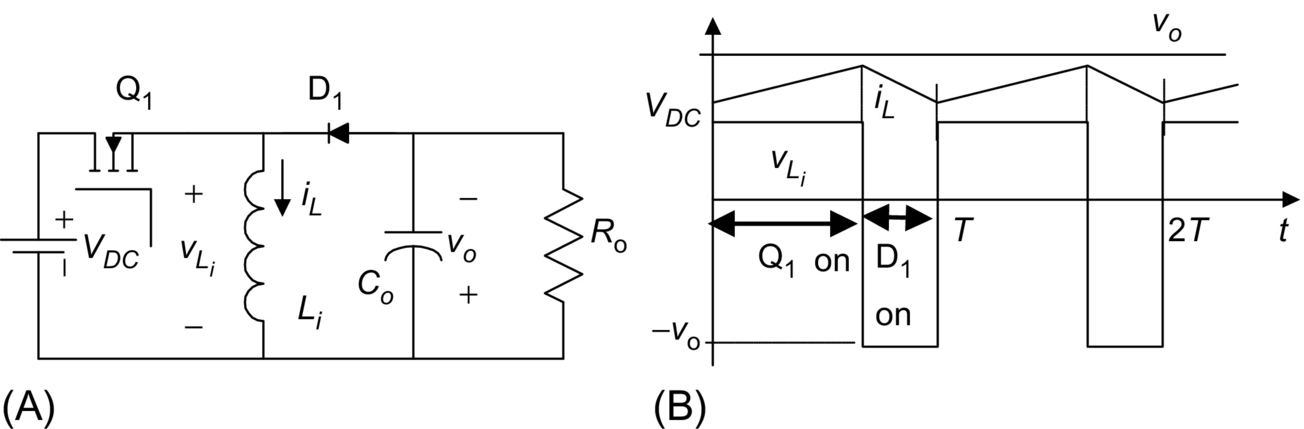 Q1 D1
+ iL − Ro
+ VDC vLi vo
− Co +
− Li
(A)
vo
VDC iL
vLi
T 2T t
Q1 on D1
on
−vo
(B)